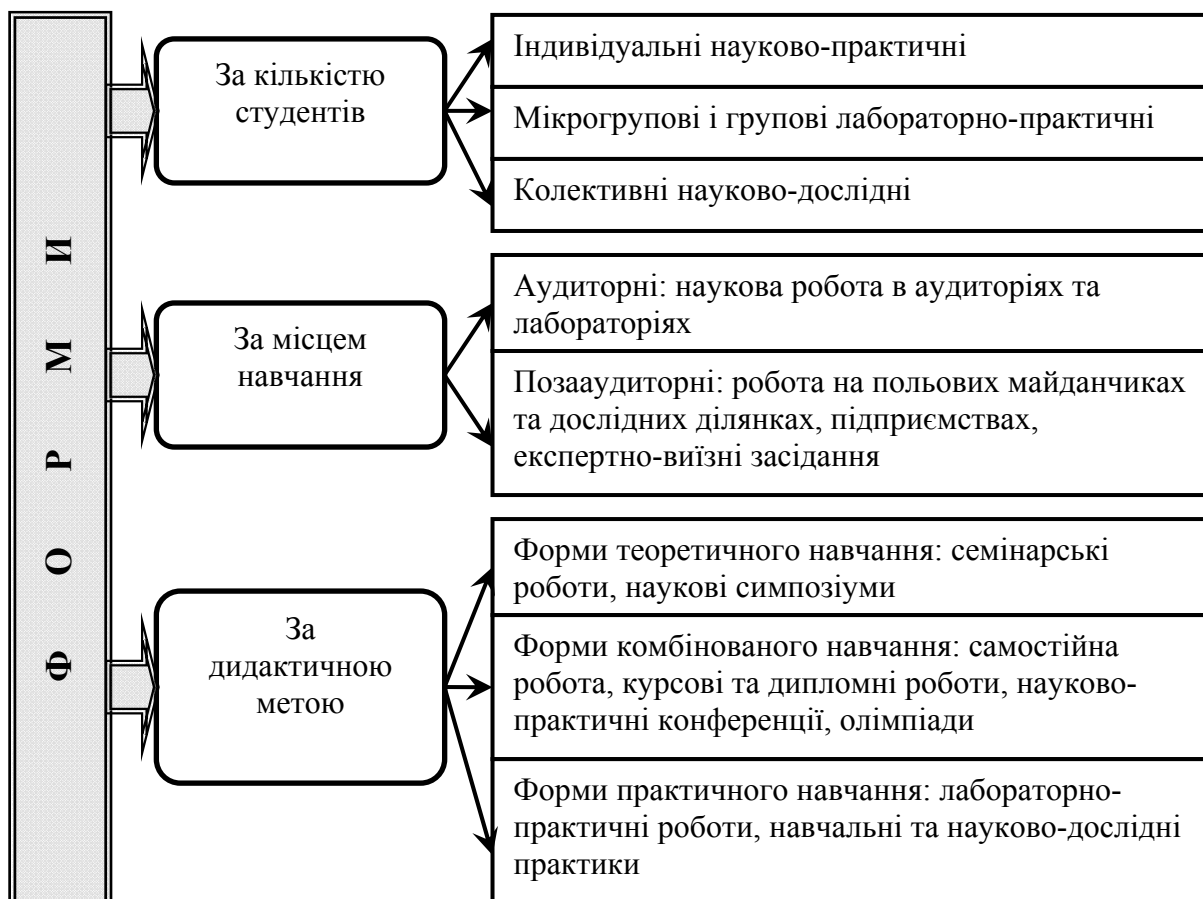 ФОРМИ
За кількістю
студентів
Індивідуальні науково-практичні
Мікрогрупові і групові лабораторно-практичні
Колективні науково-дослідні
За місцем
навчання
Аудиторні: наукова робота в аудиторіях та
лабораторіях
Позааудиторні: робота на польових майданчиках
та дослідних ділянках, підприємствах,
експертно-виїзні засідання
За
дидактичною
метою
Форми теоретичного навчання: семінарські
роботи, наукові симпозіуми
Форми комбінованого навчання: самостійна
робота, курсові та дипломні роботи, науково-
практичні конференції, олімпіади
Форми практичного навчання: лабораторно-
практичні роботи, навчальні та науково-дослідні
практики